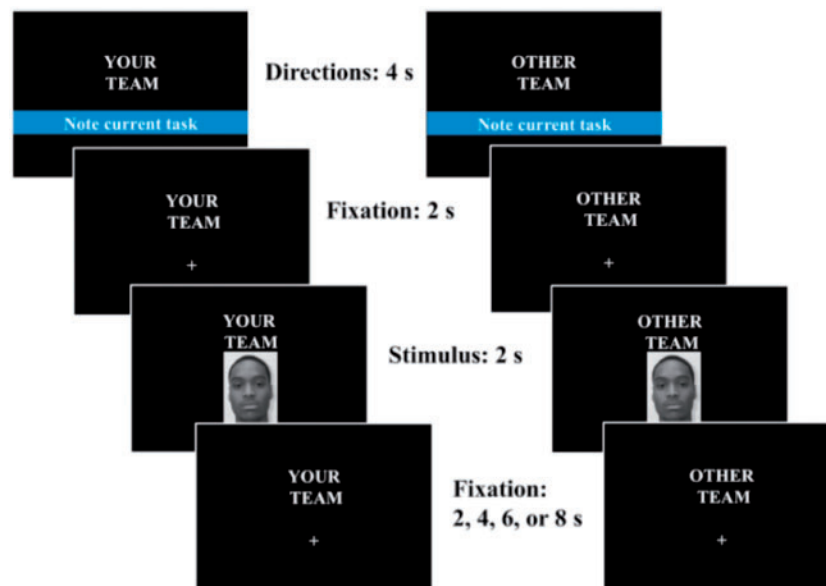 YOUR
TEAM
Note current task
Directions: 4 s
OTHER
TEAM
Note current task
YOUR
TEAM
+
Fixation: 2 s
OTHER
TEAM
+
YOUR
TEAM
Stimulus: 2 s
OTHER
TEAM
YOUR
TEAM
+
Fixation:
2, 4, 6, or 8 s
OTHER
TEAM
+